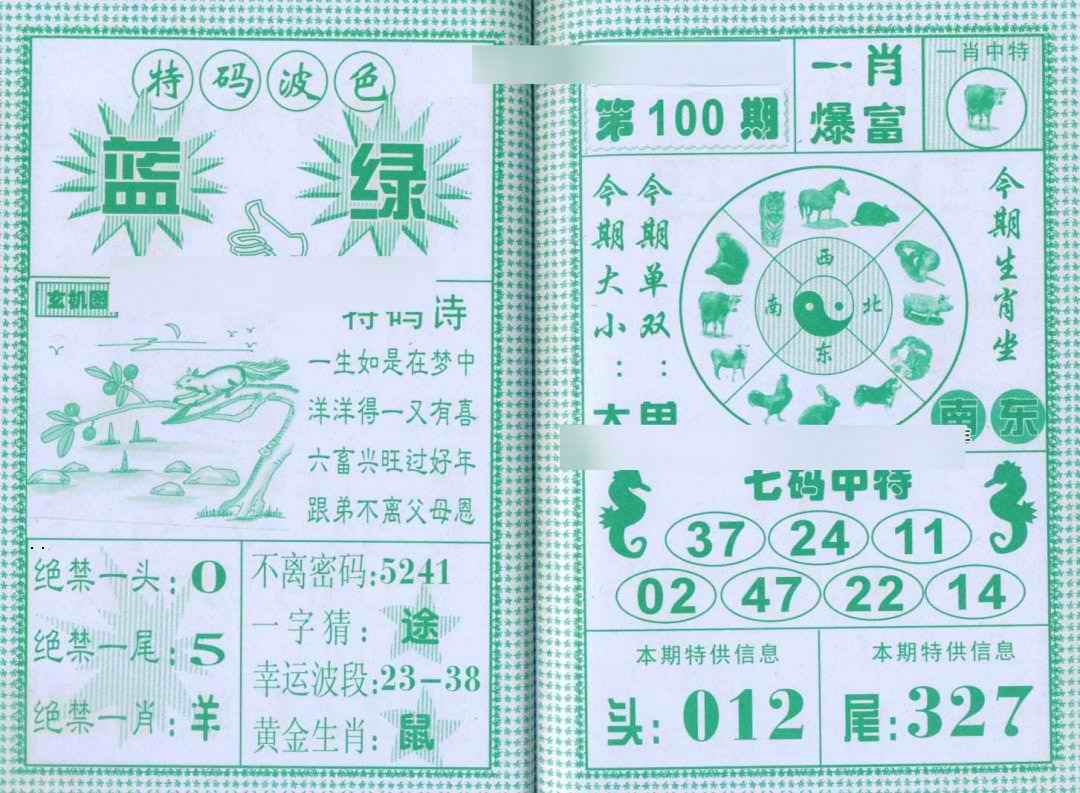 特码波色
蓝 绿
玄机图
特码诗
一生如是在梦中
洋洋得一又有喜
六畜兴旺过好年
跟弟不离父母恩
绝禁一头:0
绝禁一尾:5
绝禁一肖:羊
不离密码:5241
一字猜:途
幸运波段:23-38
黄金生肖:鼠
第100期
一肖
爆富
一肖中特
今期大小:大
今期单双:单
西
南 北
东
今期生肖坐
南东
七码中特
37 24 11
02 47 22 14
本期特供信息
头:012
本期特供信息
尾:327